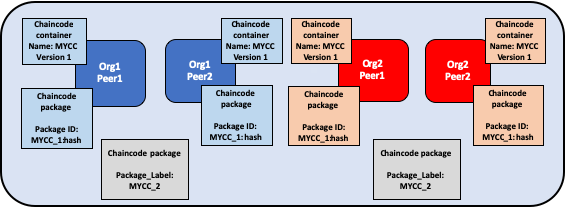 Chaincode
container
Name: MYCC
Version 1
Org1
Peer1
Chaincode
package
Package ID:
MYCC_1:hash
Chaincode
container
Name: MYCC
Version 1
Org1
Peer2
Chaincode
package
Package ID:
MYCC_1:hash
Chaincode
container
Name: MYCC
Version 1
Org2
Peer1
Chaincode
package
Package ID:
MYCC_1:hash
Chaincode
container
Name: MYCC
Version 1
Org2
Peer2
Chaincode
package
Package ID:
MYCC_1:hash
Chaincode package
Package_Label:
MYCC_2
Chaincode package
Package_Label:
MYCC_2